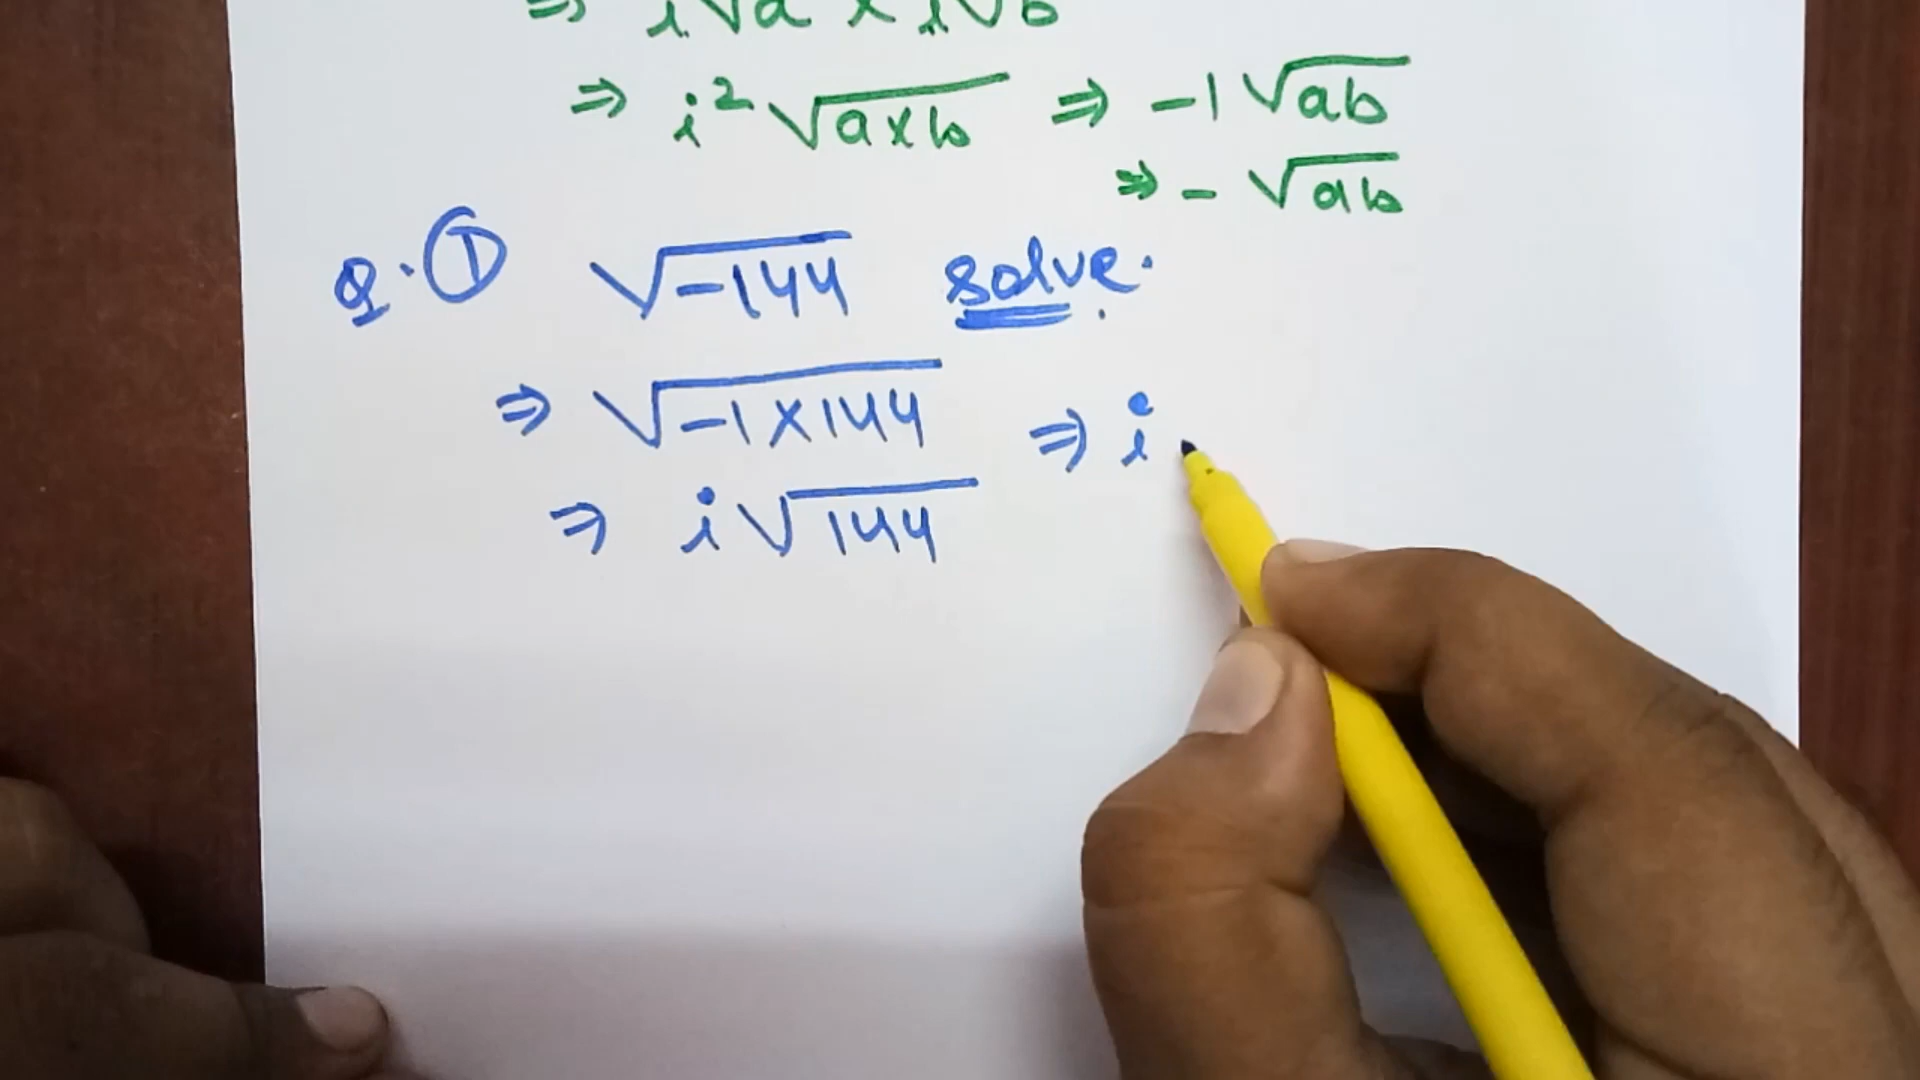 ⇒ i√a × i√b
⇒ i²√a×b ⇒ -1√ab
⇒ - √ab
Q. ① √-144 solve.
⇒ √-1×144 ⇒ i
⇒ i√144